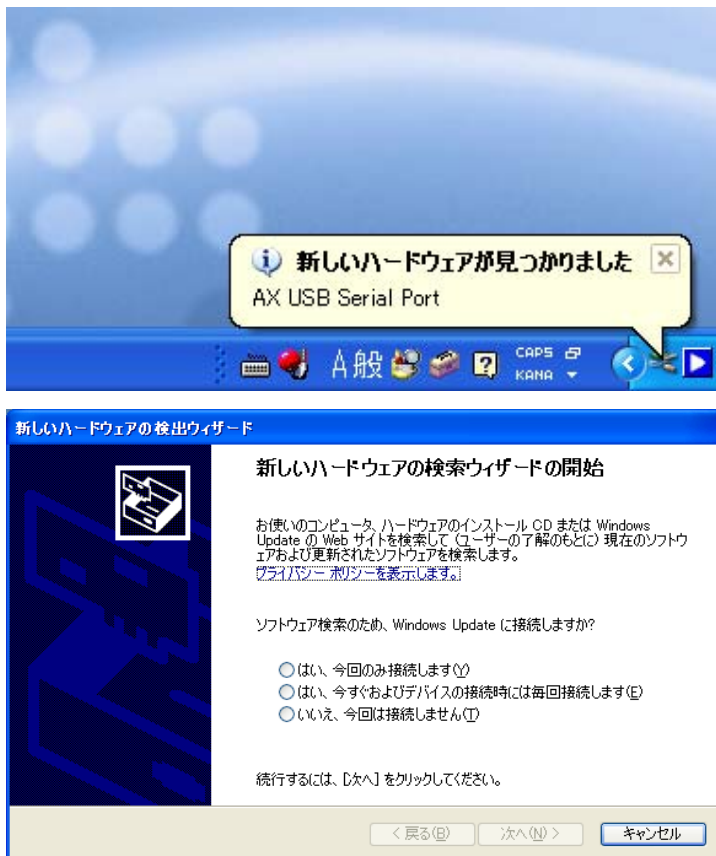 新しいハードウェアが見つかりました
AX USB Serial Port
A 般 CAPS
KANA
新しいハードウェアの検出ウィザード
新しいハードウェアの検索ウィザードの開始
お使いのコンピュータ、ハードウェアのインストール CD または Windows
Update の Web サイトを検索して (ユーザーの了解のもとに) 現在のソフトウ
ェアおよび更新されたソフトウェアを検索します。
プライバシー ポリシーを表示します。
ソフトウェア検索のため、Windows Update に接続しますか?
はい、今回のみ接続します(Y)
はい、今すぐおよびデバイスの接続時には毎回接続します(E)
いいえ、今回は接続しません(T)
続行するには、[次へ] をクリックしてください。
< 戻る(B) 次へ(N) > キャンセル